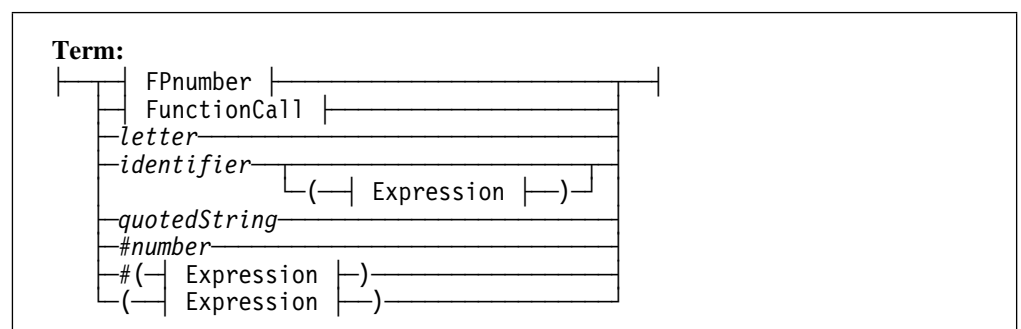 Term:
FPnumber
FunctionCall
letter
identifier
( Expression )
quotedString
#number
#( Expression )
( Expression )